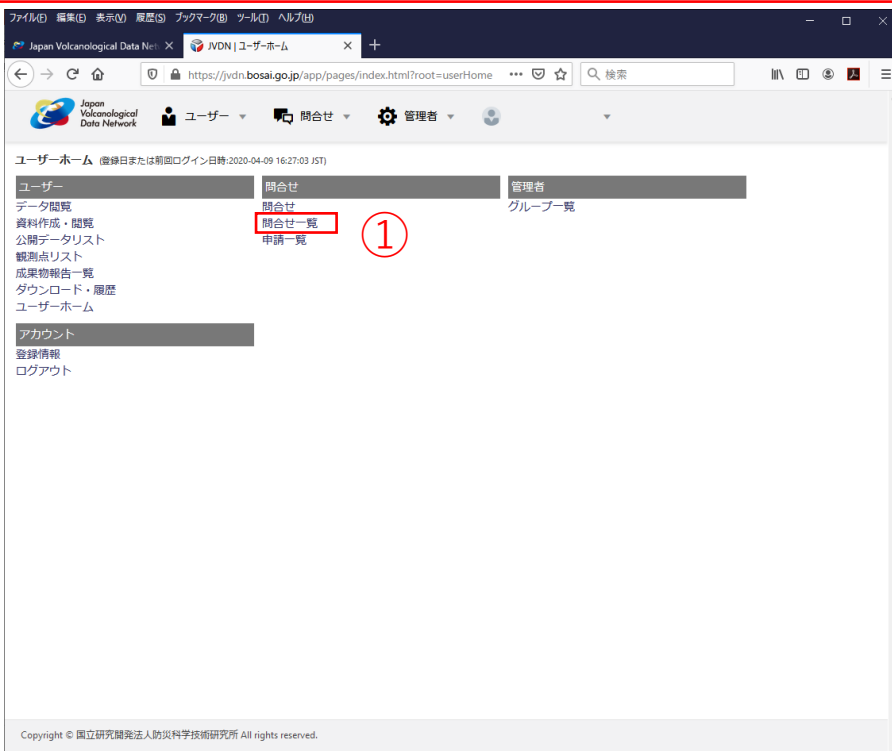 ファイル(F) 編集(E) 表示(V) 履歴(S) ブックマーク(B) ツール(T) ヘルプ(H)
Japan Volcanological Data Net
JVDN | ユーザーホーム
https://jvdn.bosai.go.jp/app/pages/index.html?root=userHome
検索
Japan
Volcanological
Data Network
ユーザー
問合せ
管理者
ユーザーホーム (登録日または前回ログイン日時:2020-04-09 16:27:03 JST)
ユーザー
データ閲覧
資料作成・閲覧
公開データリスト
観測点リスト
成果物報告一覧
ダウンロード・履歴
ユーザーホーム
問合せ
問合せ
問合せ一覧
申請一覧
①
管理者
グループ一覧
アカウント
登録情報
ログアウト
Copyright © 国立研究開発法人防災科学技術研究所 All rights reserved.